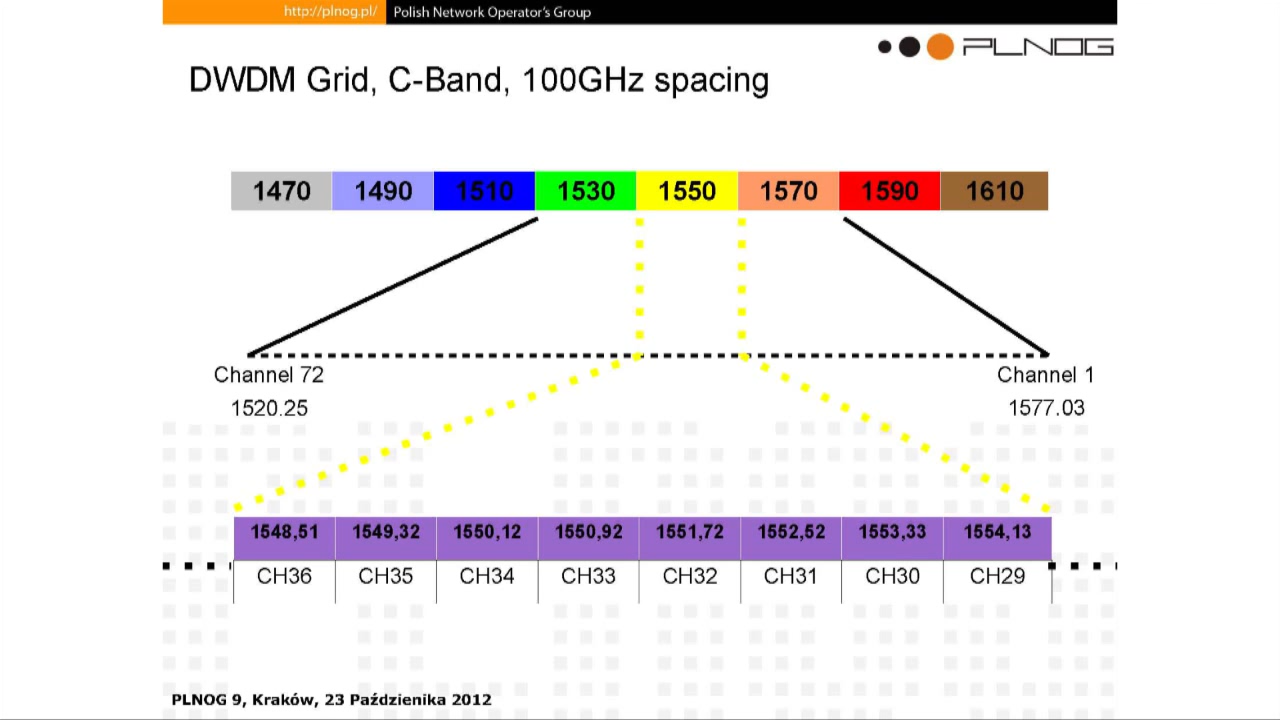 http://plnog.pl/ Polish Network Operator's Group
PLNOG
DWDM Grid, C-Band, 100GHz spacing
1470 1490 1510 1530 1550 1570 1590 1610
Channel 72 Channel 1
1520.25 1577.03
1548,51 1549,32 1550,12 1550,92 1551,72 1552,52 1553,33 1554,13
CH36 CH35 CH34 CH33 CH32 CH31 CH30 CH29
PLNOG 9, Kraków, 23 Paździenika 2012